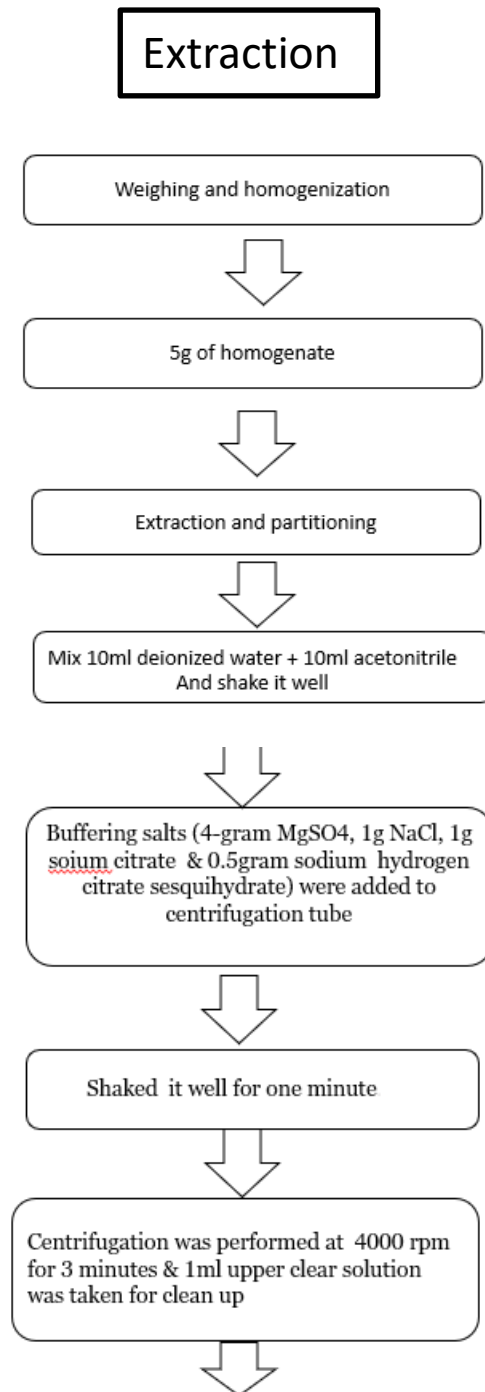 Extraction
Weighing and homogenization
5g of homogenate
Extraction and partitioning
Mix 10ml deionized water + 10ml acetonitrile
And shake it well
Buffering salts (4-gram MgSO4, 1g NaCl, 1g
soium citrate & 0.5gram sodium hydrogen
citrate sesquihydrate) were added to
centrifugation tube
Shaked it well for one minute
Centrifugation was performed at 4000 rpm
for 3 minutes & 1ml upper clear solution
was taken for clean up